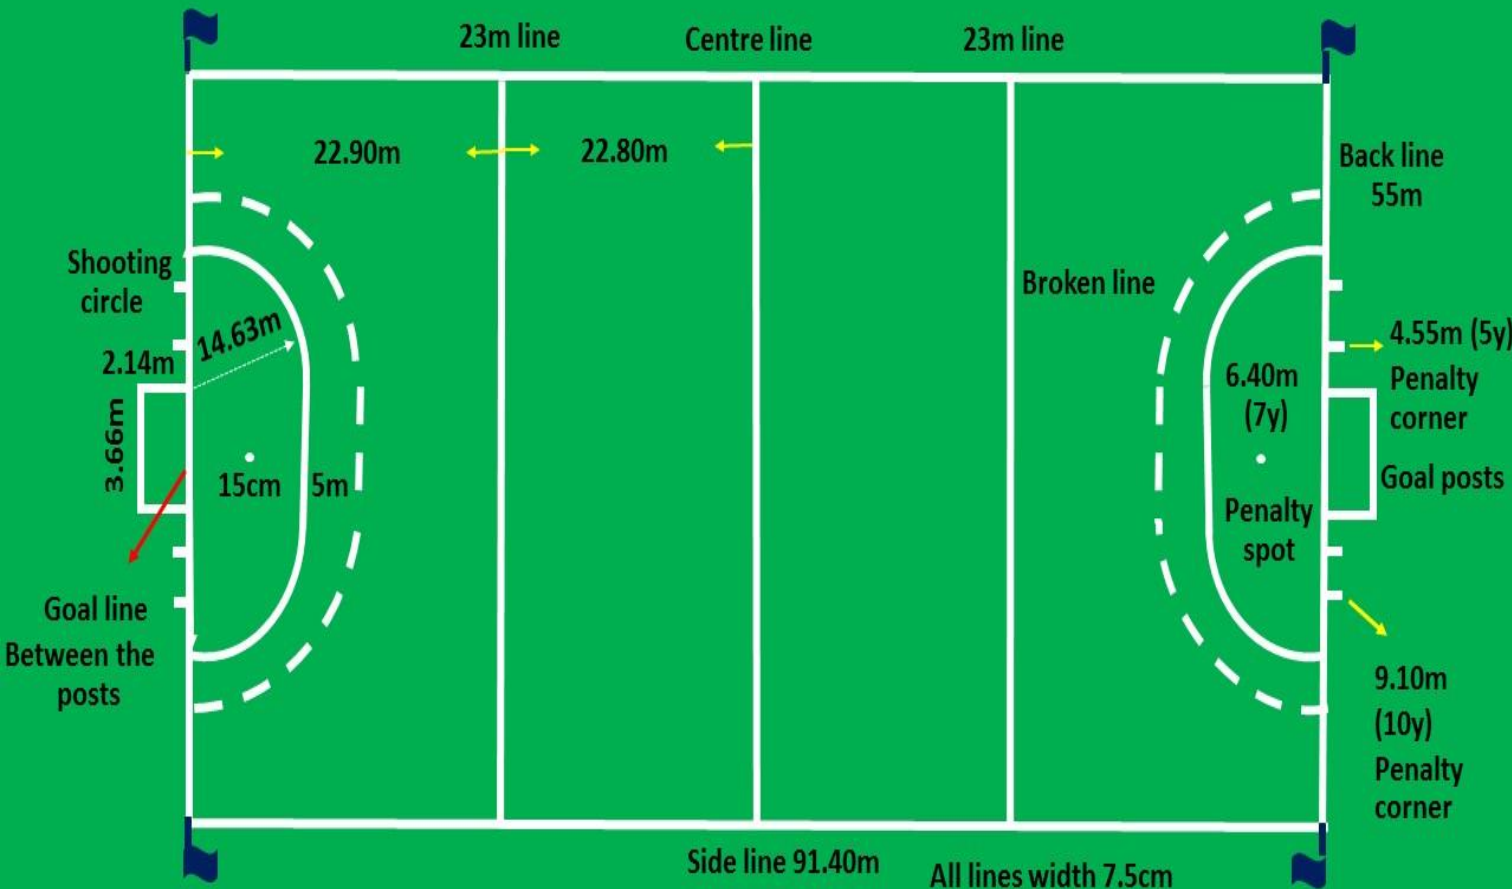 23m line
Centre line
23m line
22.90m
22.80m
Back line
55m
Shooting
circle
Broken line
14.63m
2.14m
4.55m (5y)
Penalty
corner
6.40m
(7y)
3.66m
15cm
5m
Goal posts
Penalty
spot
Goal line
Between the
posts
9.10m
(10y)
Penalty
corner
Side line 91.40m
All lines width 7.5cm